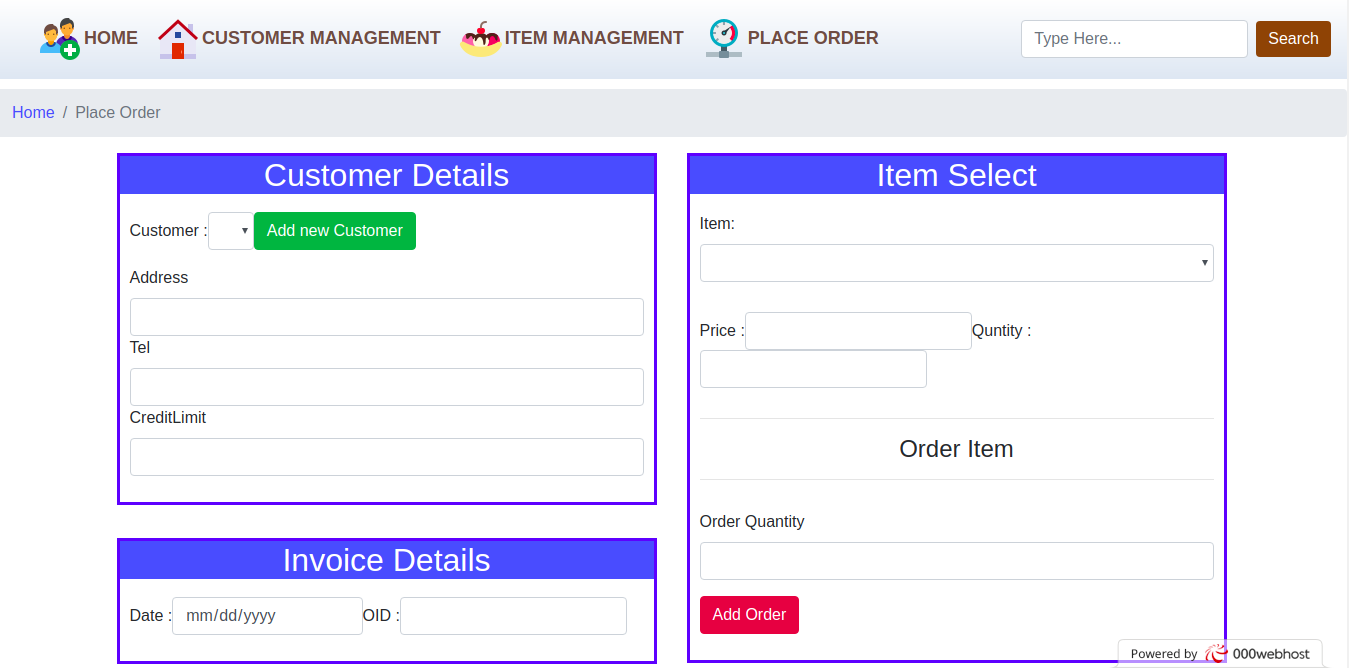 HOME CUSTOMER MANAGEMENT ITEM MANAGEMENT PLACE ORDER Type Here... Search
Home / Place Order
Customer Details
Customer : Add new Customer
Address
Tel
CreditLimit
Invoice Details
Date : mm/dd/yyyy OID :
Item Select
Item:
Price : Quntity :
Order Item
Order Quantity
Add Order
Powered by 000webhost